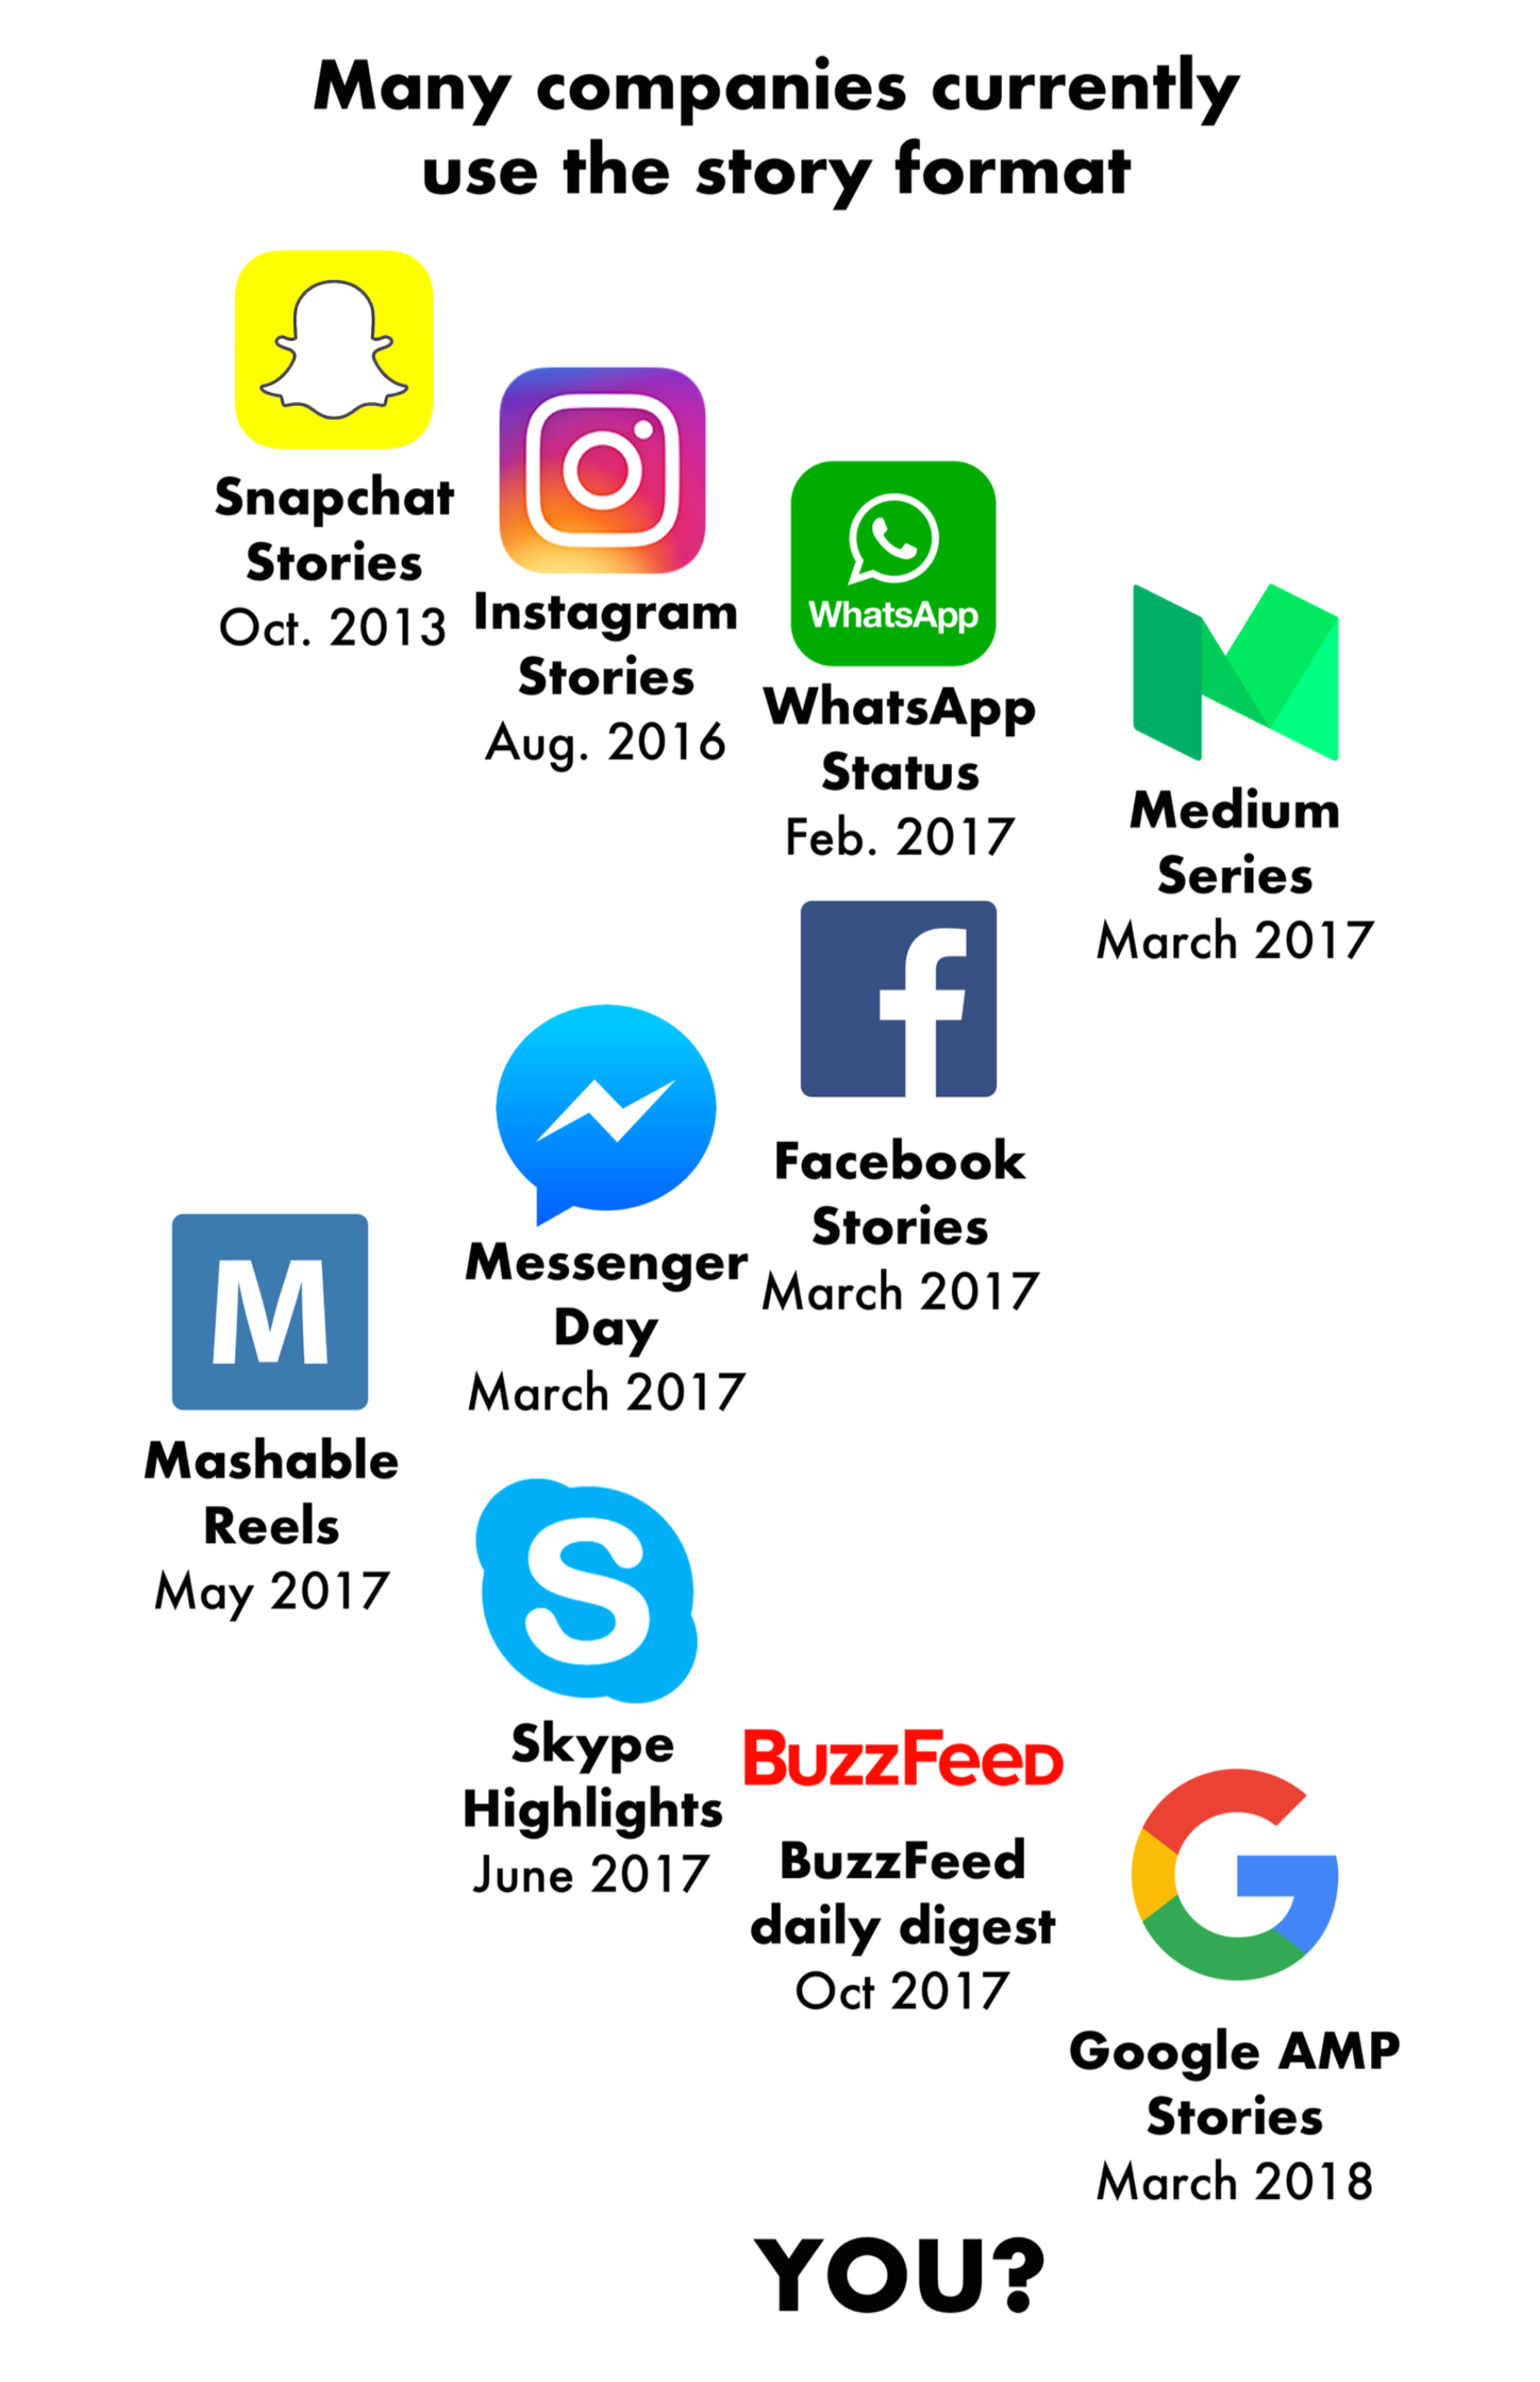 Many companies currently
use the story format
Snapchat
Stories
Oct. 2013
Instagram
Stories
Aug. 2016
WhatsApp
WhatsApp
Status
Feb. 2017
Medium
Series
March 2017
f
Facebook
Stories
March 2017
Messenger
Day
March 2017
M
Mashable
Reels
May 2017
S
Skype
Highlights
June 2017
BuzzFeed
BuzzFeed
daily digest
Oct 2017
G
Google AMP
Stories
March 2018
YOU?